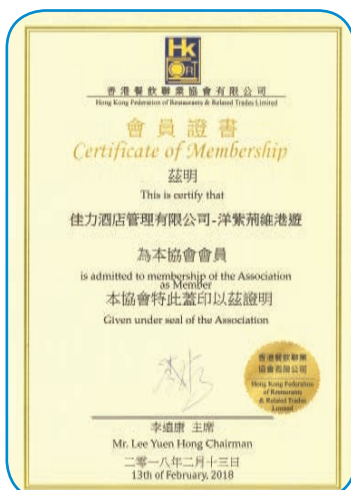 HK
ORT
香港餐飲聯業協會有限公司
Hong Kong Federation of Restaurants & Related Trades Limited
會員證書
Certificate of Membership
茲明
This is certify that
佳力酒店管理有限公司-洋紫荊維港遊
為本協會會員
is admitted to membership of the Association
as Member
本協會特此蓋印以茲證明
Given under seal of the Association
香港餐飲聯業
協會有限公司
Hong Kong Federation
of Restaurants
& Related Trades
Limited
李遠康 主席
Mr. Lee Yuen Hong Chairman
二零一八年二月十三日
13th of February, 2018